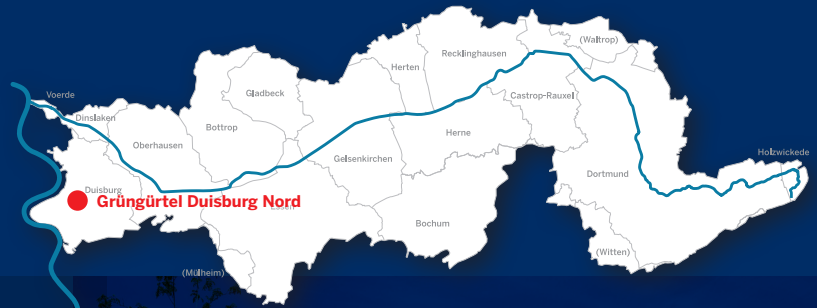 (Waltrop)
Recklinghausen
Herten
Gladbeck
Voerde
Castrop-Rauxel
Dinslaken
Bottrop
Herne
Oberhausen
Holzwickede
Gelsenkirchen
Dortmund
Duisburg
Grüngürtel Duisburg Nord
Essen
Bochum
(Witten)
(Mülheim)